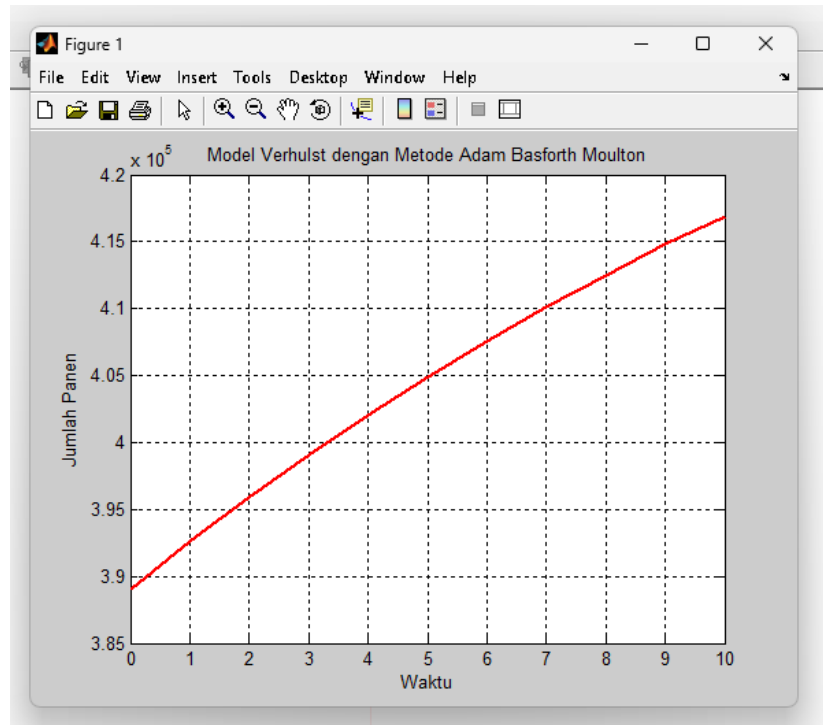 Figure 1
File Edit View Insert Tools Desktop Window Help
x 10^5
Model Verhulst dengan Metode Adam Basforth Moulton
4.2
4.15
4.1
4.05
4
3.95
3.9
3.85
Jumlah Panen
0 1 2 3 4 5 6 7 8 9 10
Waktu